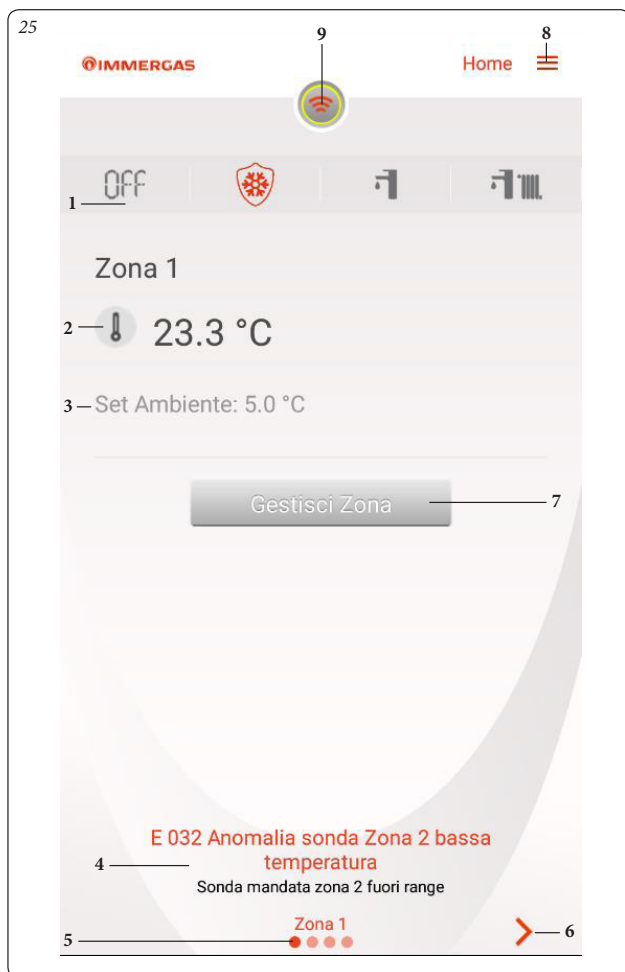 25
9
8
IMMERGAS
Home
OFF
1
Zona 1
2
23.3 °C
3
Set Ambiente: 5.0 °C
Gestisci Zona
7
E 032 Anomalia sonda Zona 2 bassa
temperatura
4
Sonda mandata zona 2 fuori range
Zona 1
5
6